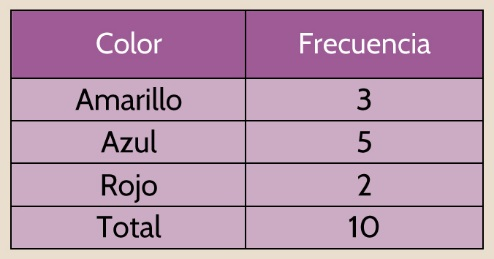 Color Frecuencia
Amarillo 3
Azul 5
Rojo 2
Total 10